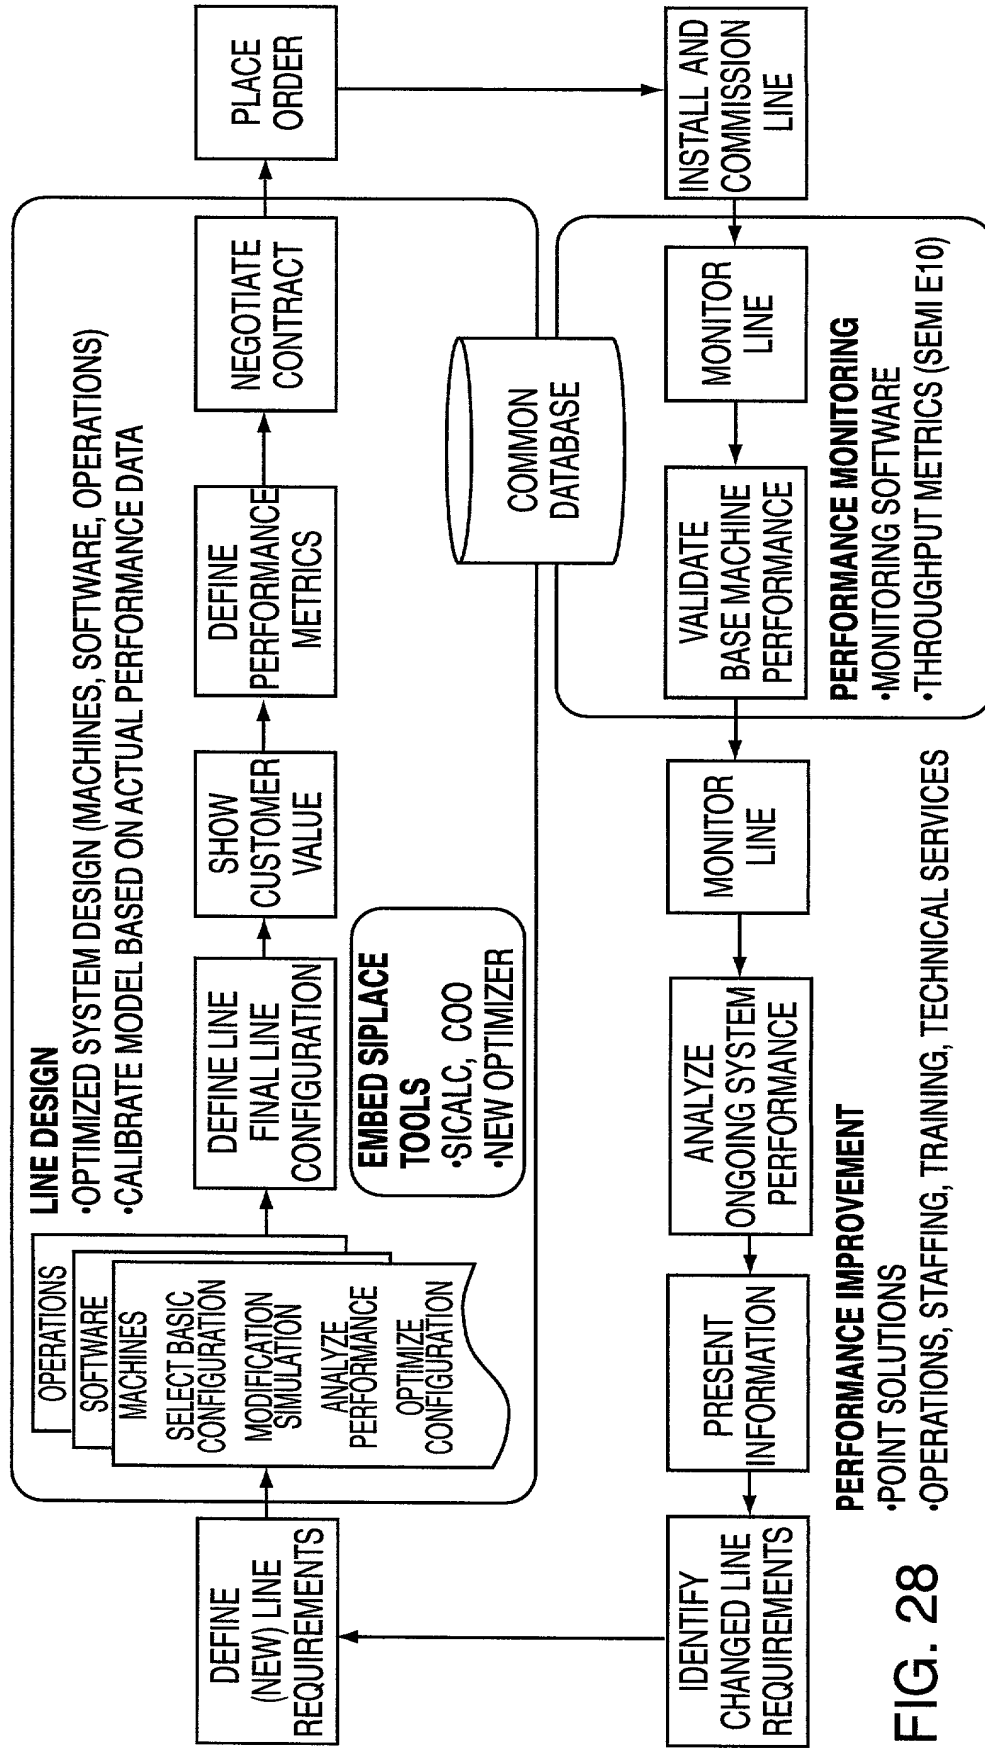 LINE DESIGN
•OPTIMIZED SYSTEM DESIGN (MACHINES, SOFTWARE, OPERATIONS)
•CALIBRATE MODEL BASED ON ACTUAL PERFORMANCE DATA
DEFINE
(NEW) LINE
REQUIREMENTS
OPERATIONS
SOFTWARE
MACHINES
SELECT BASIC
CONFIGURATION
MODIFICATION
SIMULATION
ANALYZE
PERFORMANCE
OPTIMIZE
CONFIGURATION
DEFINE LINE
FINAL LINE
CONFIGURATION
SHOW
CUSTOMER
VALUE
DEFINE
PERFORMANCE
METRICS
NEGOTIATE
CONTRACT
PLACE
ORDER
EMBED SIPLACE
TOOLS
•SICALC, COO
•NEW OPTIMIZER
COMMON
DATABASE
INSTALL AND
COMMISSION
LINE
MONITOR
LINE
VALIDATE
BASE MACHINE
PERFORMANCE
PERFORMANCE MONITORING
•MONITORING SOFTWARE
•THROUGHPUT METRICS (SEMI E10)
MONITOR
LINE
ANALYZE
ONGOING SYSTEM
PERFORMANCE
PRESENT
INFORMATION
IDENTIFY
CHANGED LINE
REQUIREMENTS
PERFORMANCE IMPROVEMENT
•POINT SOLUTIONS
•OPERATIONS, STAFFING, TRAINING, TECHNICAL SERVICES
FIG. 28